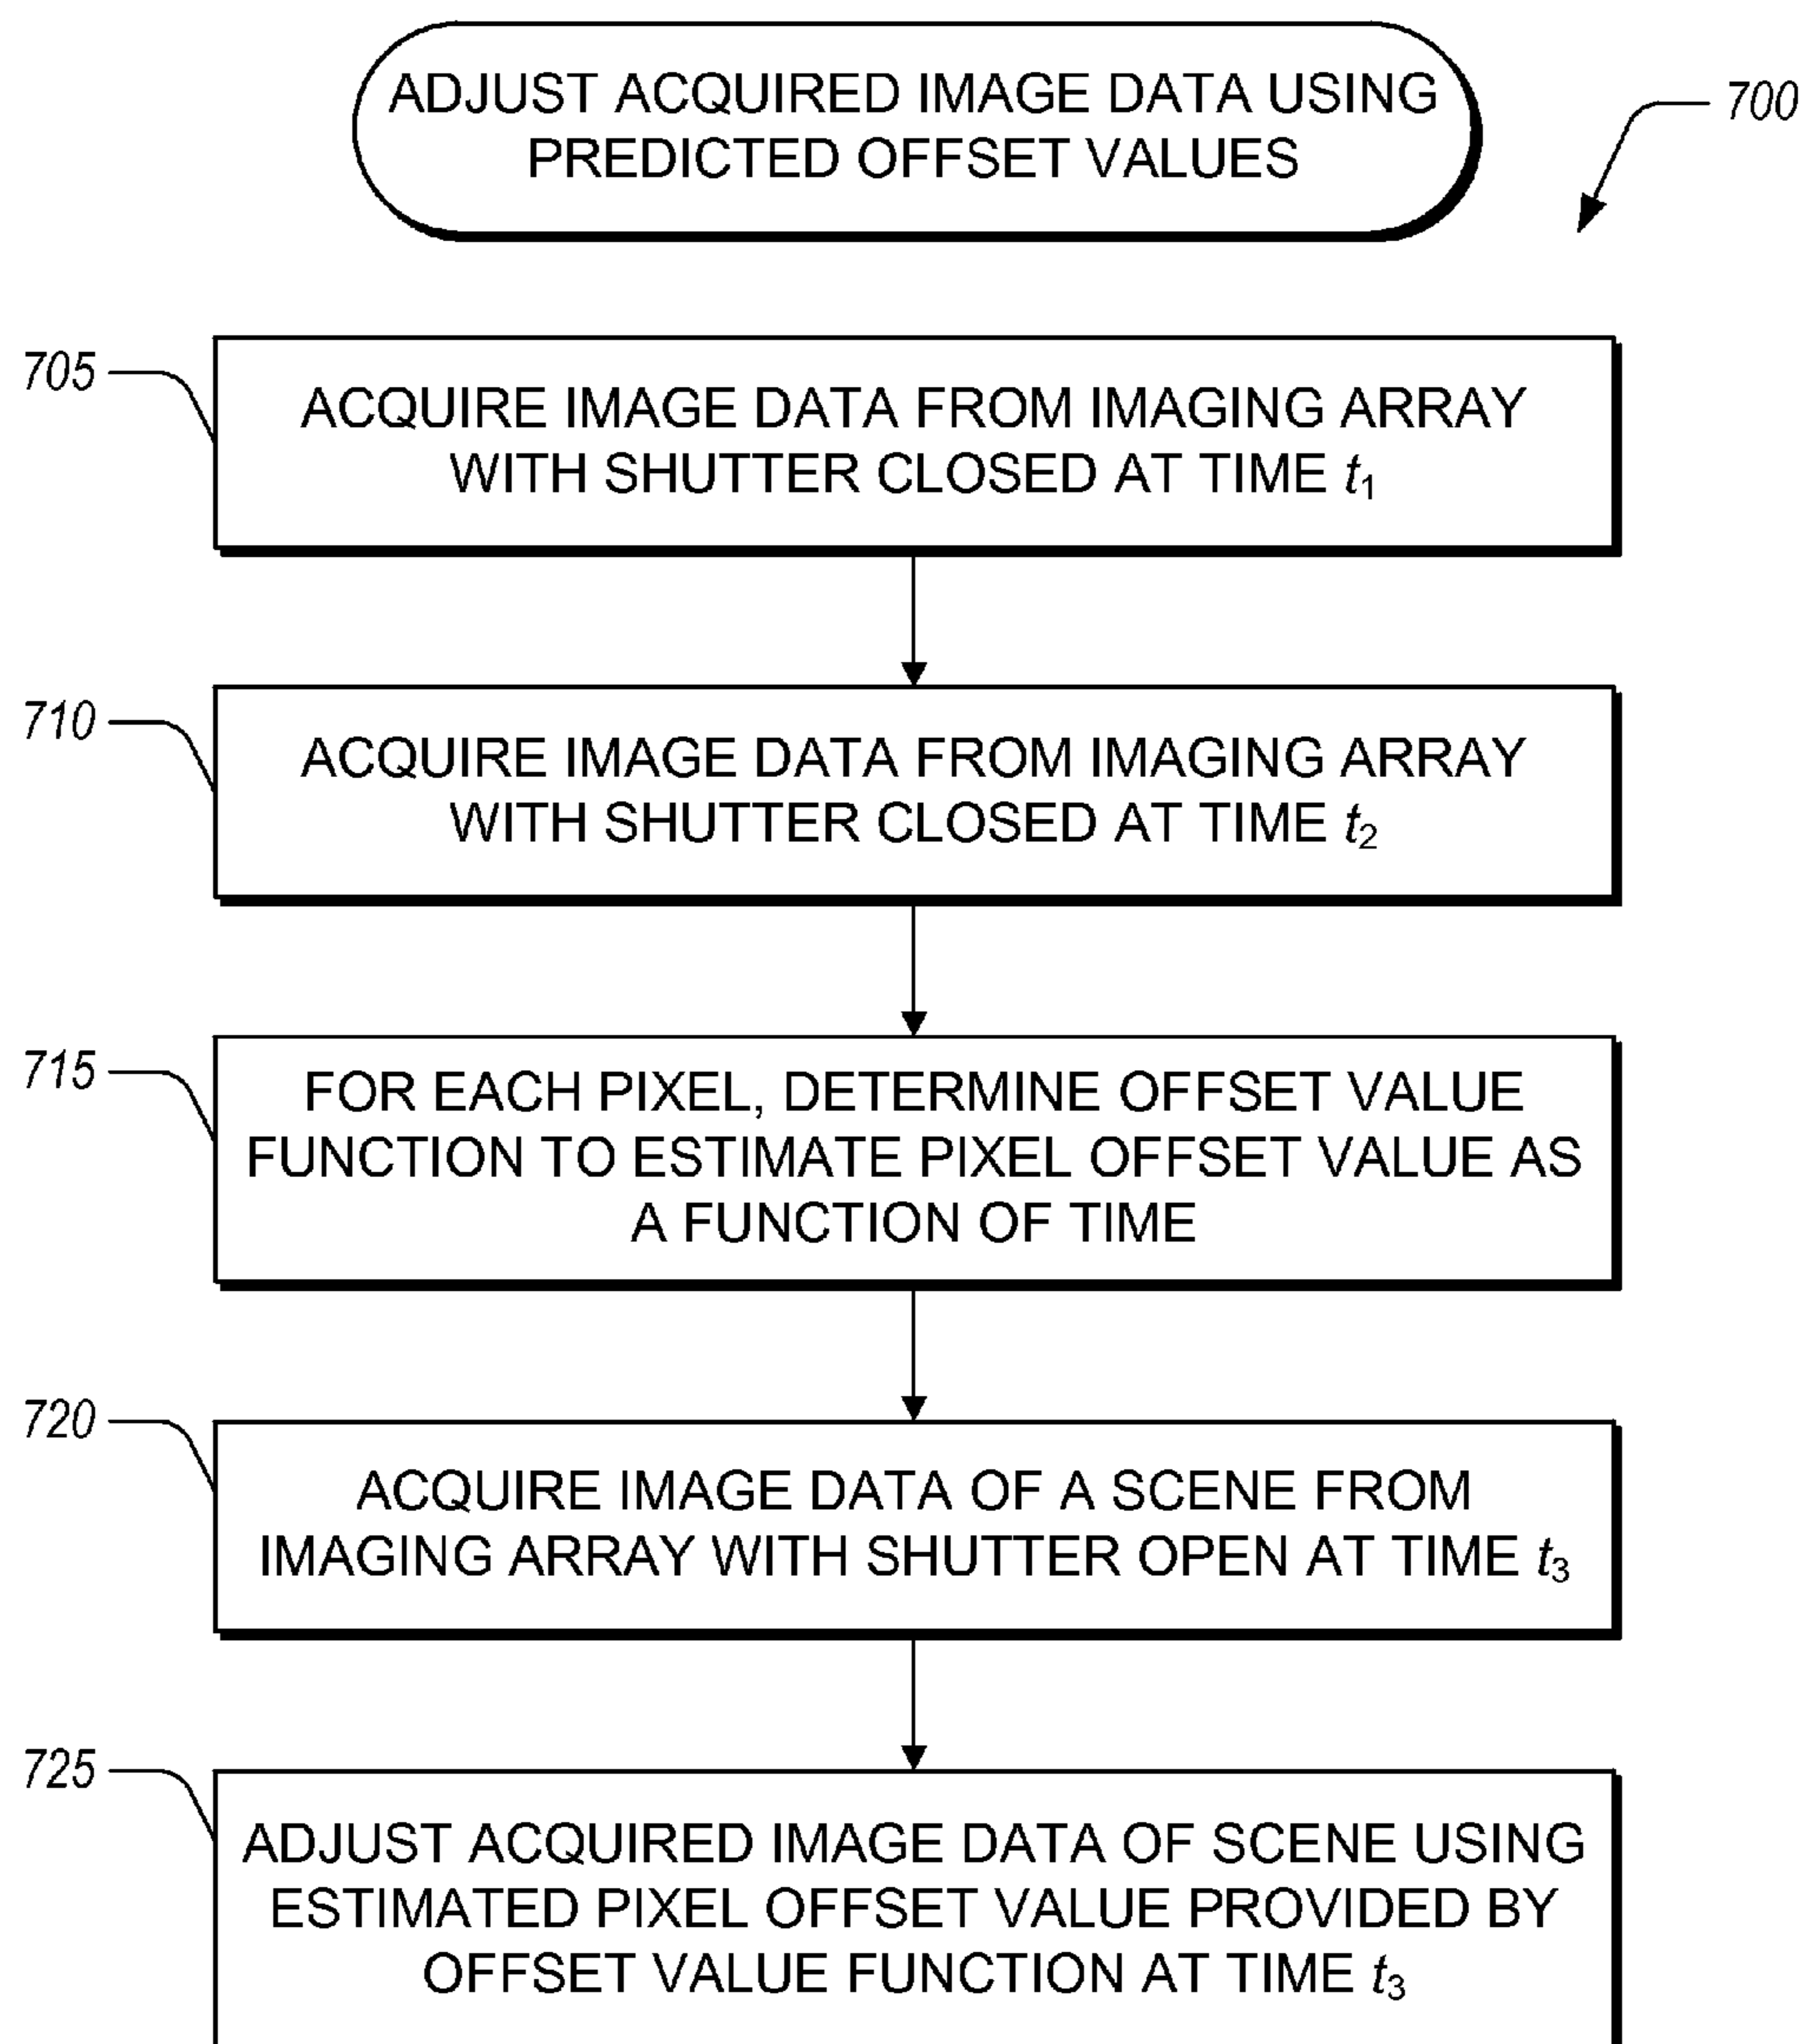 ADJUST ACQUIRED IMAGE DATA USING
PREDICTED OFFSET VALUES
700
705
ACQUIRE IMAGE DATA FROM IMAGING ARRAY
WITH SHUTTER CLOSED AT TIME t₁
710
ACQUIRE IMAGE DATA FROM IMAGING ARRAY
WITH SHUTTER CLOSED AT TIME t₂
715
FOR EACH PIXEL, DETERMINE OFFSET VALUE
FUNCTION TO ESTIMATE PIXEL OFFSET VALUE AS
A FUNCTION OF TIME
720
ACQUIRE IMAGE DATA OF A SCENE FROM
IMAGING ARRAY WITH SHUTTER OPEN AT TIME t₃
725
ADJUST ACQUIRED IMAGE DATA OF SCENE USING
ESTIMATED PIXEL OFFSET VALUE PROVIDED BY
OFFSET VALUE FUNCTION AT TIME t₃